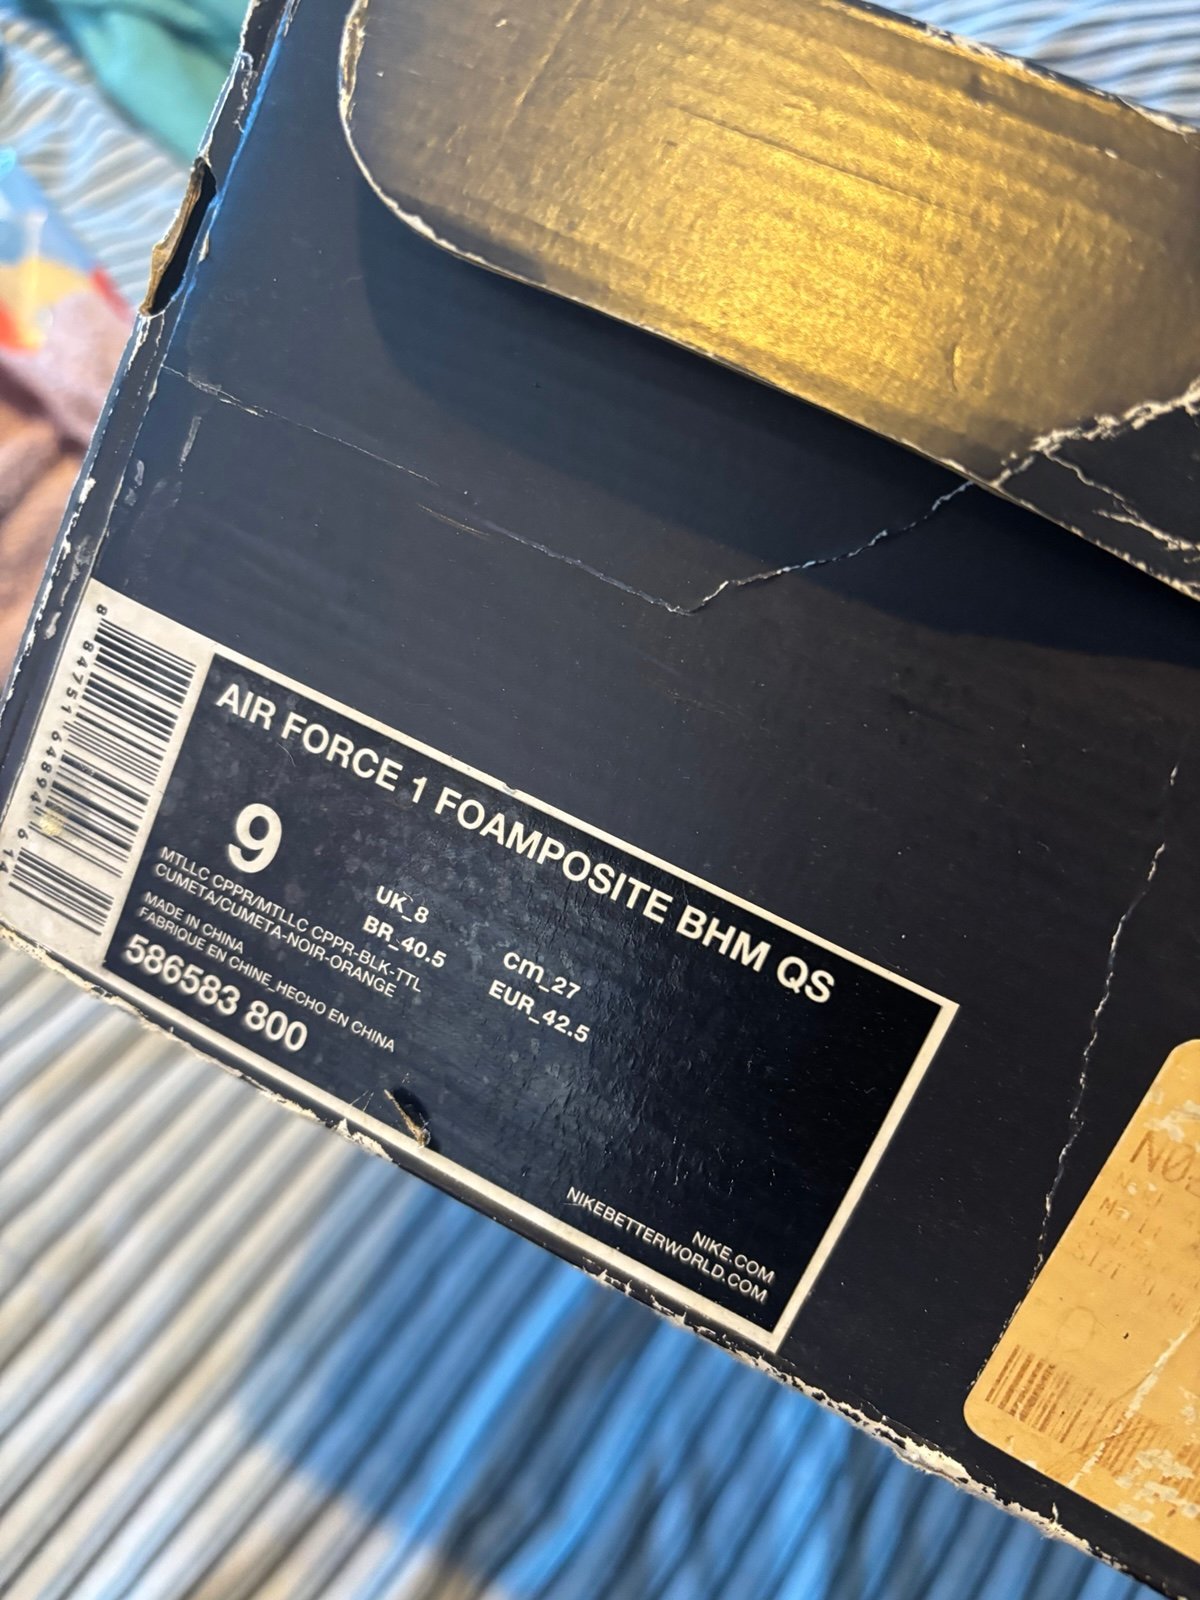 AIR FORCE 1 FOAMPOSITE BHM QS
9
UK_8
cm_27
BR_40.5
EUR_42.5
MTLLC CPPR/MTLLC CPPR-BLK-TTL
CUMETA/CUMETA-NOIR-ORANGE
MADE IN CHINA
FABRIQUE EN CHINE_HECHO EN CHINA
586583 800
NIKE.COM
NIKEBETTERWORLD.COM
8 84751 64894 6 14